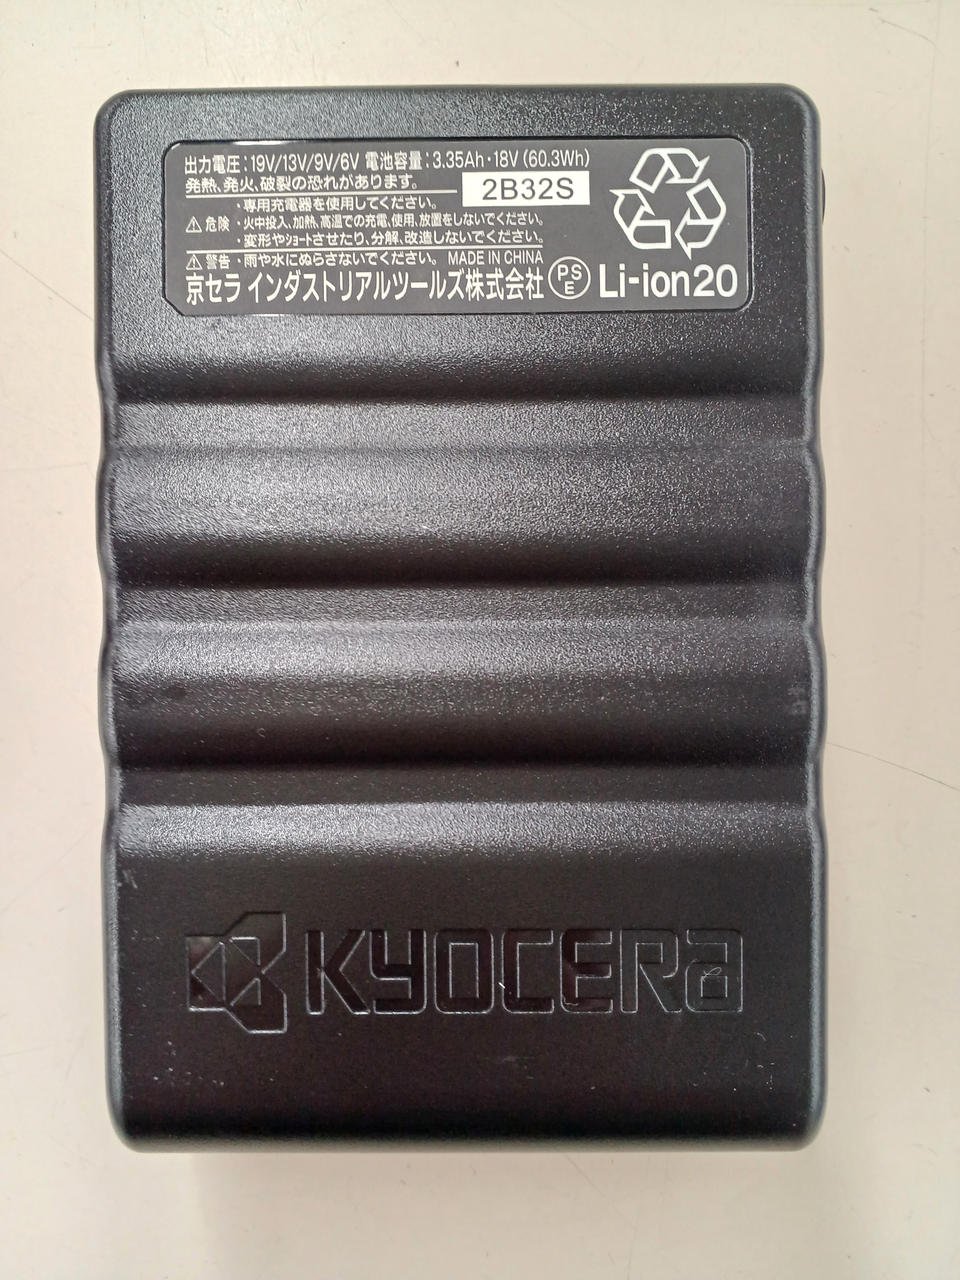 出力電圧:19V/13V/9V/6V 電池容量:3.35Ah・18V(60.3Wh)
発熱、発火、破裂の恐れがあります。
2B32S
・専用充電器を使用してください。
⚠危険 ・火中投入、加熱、高温での充電、使用、放置をしないでください。
・変形やショートさせたり、分解、改造しないでください。
⚠警告 ・雨や水にぬらさないでください。 MADE IN CHINA
京セラ インダストリアルツールズ株式会社 PSE Li-ion20
KYOCERA